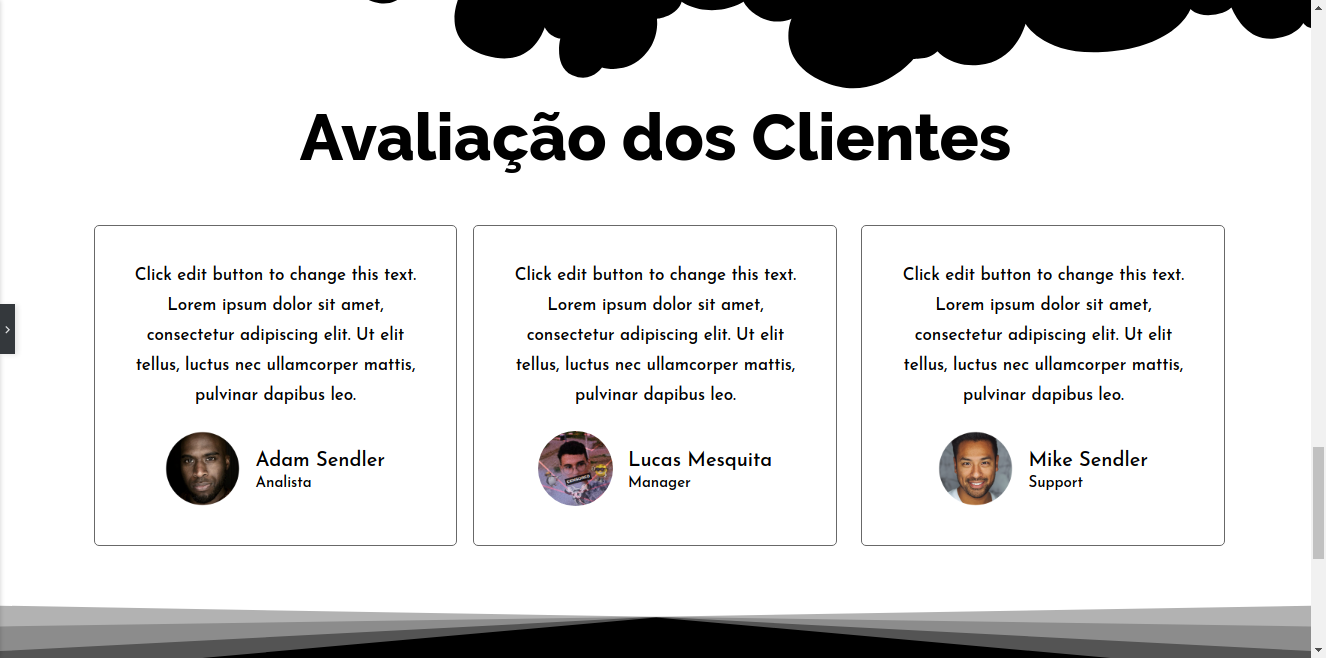 Avaliação dos Clientes
Click edit button to change this text.
Lorem ipsum dolor sit amet,
consectetur adipiscing elit. Ut elit
tellus, luctus nec ullamcorper mattis,
pulvinar dapibus leo.
Adam Sendler
Analista
Click edit button to change this text.
Lorem ipsum dolor sit amet,
consectetur adipiscing elit. Ut elit
tellus, luctus nec ullamcorper mattis,
pulvinar dapibus leo.
Lucas Mesquita
Manager
Click edit button to change this text.
Lorem ipsum dolor sit amet,
consectetur adipiscing elit. Ut elit
tellus, luctus nec ullamcorper mattis,
pulvinar dapibus leo.
Mike Sendler
Support